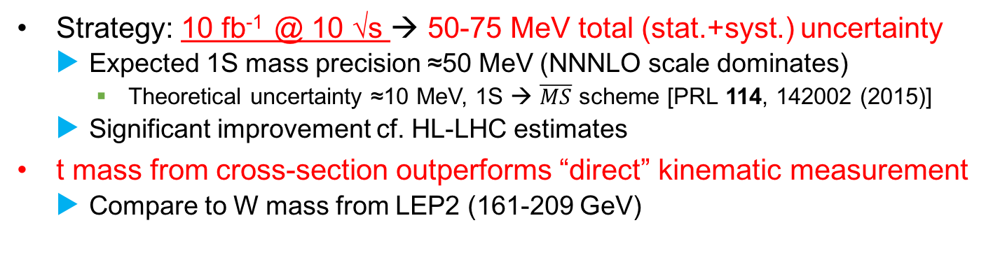 • Strategy: 10 fb-1 @ 10 √s → 50-75 MeV total (stat.+syst.) uncertainty
▶ Expected 1S mass precision ≈50 MeV (NNNLO scale dominates)
▪ Theoretical uncertainty ≈10 MeV, 1S → M̅S̅ scheme [PRL 114, 142002 (2015)]
▶ Significant improvement cf. HL-LHC estimates
• t mass from cross-section outperforms “direct” kinematic measurement
▶ Compare to W mass from LEP2 (161-209 GeV)